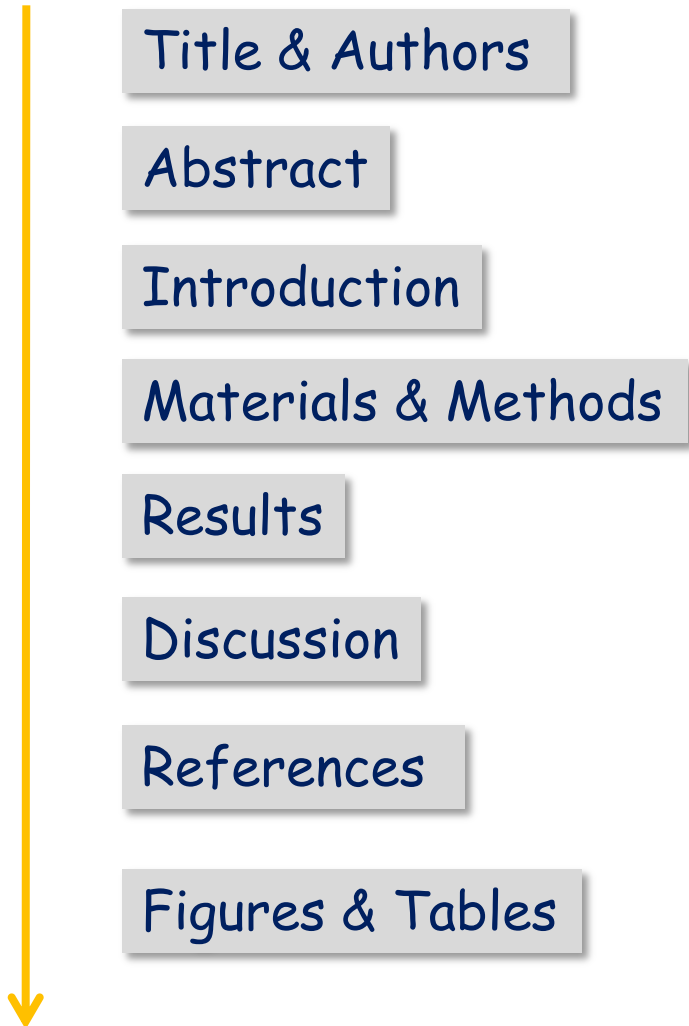 Title & Authors
Abstract
Introduction
Materials & Methods
Results
Discussion
References
Figures & Tables